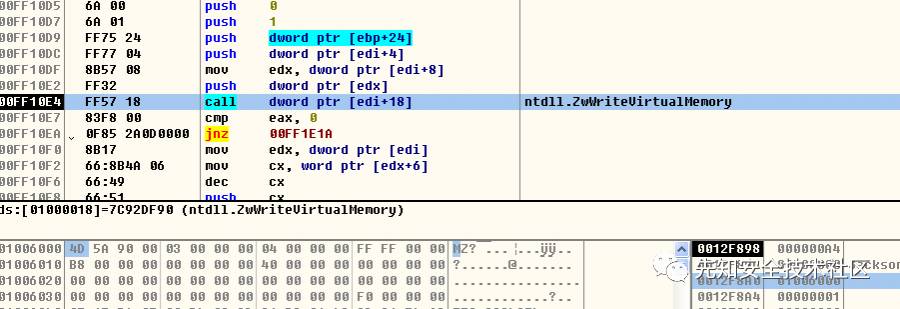 00FF10D5 6A 00 push 0
00FF10D7 6A 01 push 1
00FF10D9 FF75 24 push dword ptr [ebp+24]
00FF10DC FF77 04 push dword ptr [edi+4]
00FF10DF 8B57 08 mov edx, dword ptr [edi+8]
00FF10E2 FF32 push dword ptr [edx]
00FF10E4 FF57 18 call dword ptr [edi+18] ntdll.ZwWriteVirtualMemory
00FF10E7 83F8 00 cmp eax, 0
00FF10EA 0F85 2A0D0000 jnz 00FF1E1A
00FF10F0 8B17 mov edx, dword ptr [edi]
00FF10F2 66:8B4A 06 mov cx, word ptr [edx+6]
00FF10F6 66:49 dec cx
00FF10F8 66:51 push cx
ds:[01000018]=7C92DF90 (ntdll.ZwWriteVirtualMemory)
01006000 4D 5A 90 00 03 00 00 00 04 00 00 00 FF FF 00 00 MZ?....¦...ÿÿ..
0012F898 000000A4
01006010 B8 00 00 00 00 00 00 00 40 00 00 00 00 00 00 00 ?.......@.......
01006020 00 00 00 00 00 00 00 00 00 00 00 00 00 00 00 00 ................
先知安全技术社区
0012F8A0 01006000
01006030 00 00 00 00 00 00 00 00 00 00 00 00 F0 00 00 00 ............?..
0012F8A4 00000001